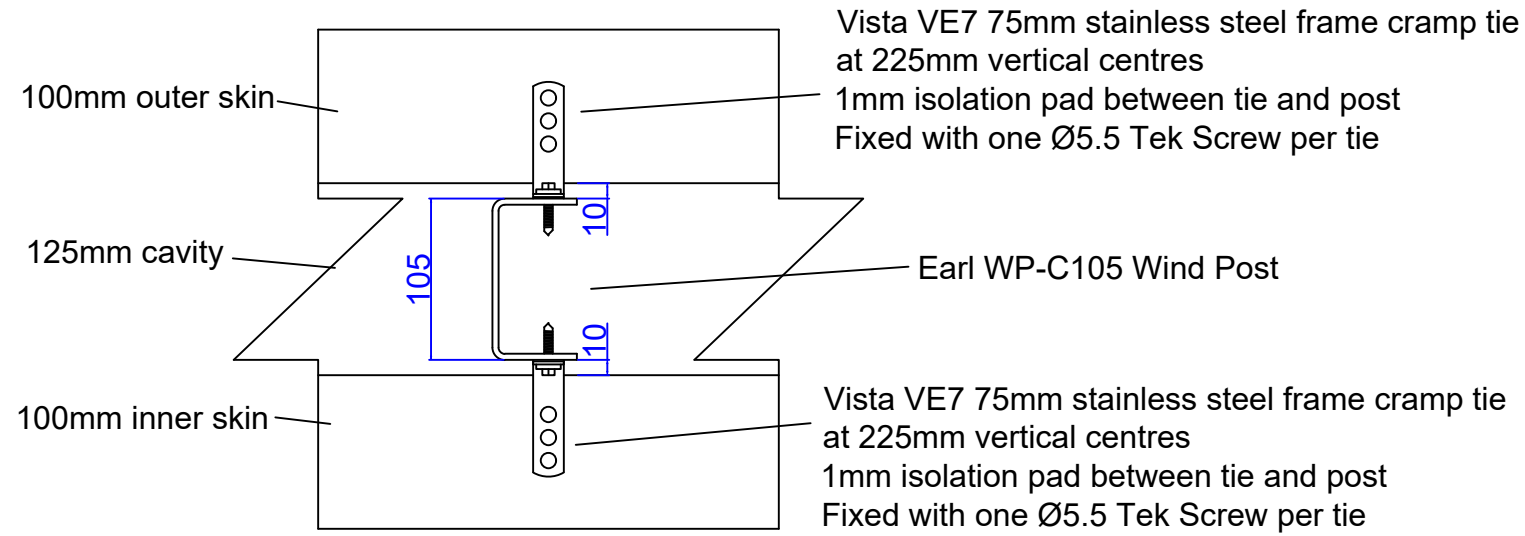 Vista VE7 75mm stainless steel frame cramp tie
at 225mm vertical centres
1mm isolation pad between tie and post
Fixed with one Ø5.5 Tek Screw per tie
100mm outer skin
10
125mm cavity
105
Earl WP-C105 Wind Post
10
100mm inner skin
Vista VE7 75mm stainless steel frame cramp tie
at 225mm vertical centres
1mm isolation pad between tie and post
Fixed with one Ø5.5 Tek Screw per tie